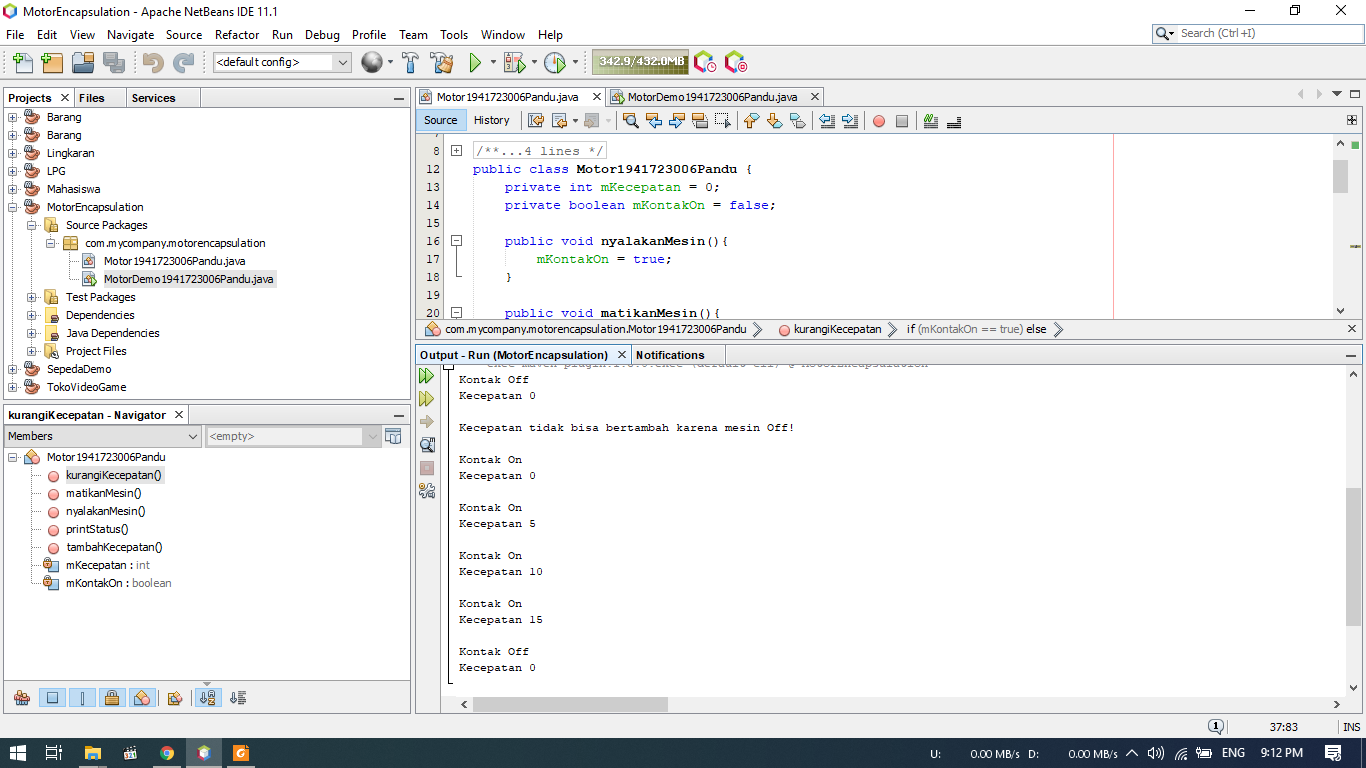 MotorEncapsulation - Apache NetBeans IDE 11.1
File Edit View Navigate Source Refactor Run Debug Profile Team Tools Window Help
Search (Ctrl+I)
<default config>
342.9/432.0MB
Projects Files Services
Barang
Barang
Lingkaran
LPG
Mahasiswa
MotorEncapsulation
Source Packages
com.mycompany.motorencapsulation
Motor1941723006Pandu.java
MotorDemo1941723006Pandu.java
Test Packages
Dependencies
Java Dependencies
Project Files
SepedaDemo
TokoVideoGame
kurangiKecepatan - Navigator
Members
<empty>
Motor1941723006Pandu
kurangiKecepatan()
matikanMesin()
nyalakanMesin()
printStatus()
tambahKecepatan()
mKecepatan : int
mKontakOn : boolean
Motor1941723006Pandu.java MotorDemo1941723006Pandu.java
Source History
7
8 /**...4 lines */
12 public class Motor1941723006Pandu {
13 private int mKecepatan = 0;
14 private boolean mKontakOn = false;
15
16 public void nyalakanMesin(){
17 mKontakOn = true;
18 }
19
20 public void matikanMesin(){
com.mycompany.motorencapsulation.Motor1941723006Pandu kurangiKecepatan if (mKontakOn == true) else
Output - Run (MotorEncapsulation) Notifications
Kontak Off
Kecepatan 0
Kecepatan tidak bisa bertambah karena mesin Off!
Kontak On
Kecepatan 0
Kontak On
Kecepatan 5
Kontak On
Kecepatan 10
Kontak On
Kecepatan 15
Kontak Off
Kecepatan 0
1 37:83 INS
U: 0.00 MB/s D: 0.00 MB/s ENG 9:12 PM